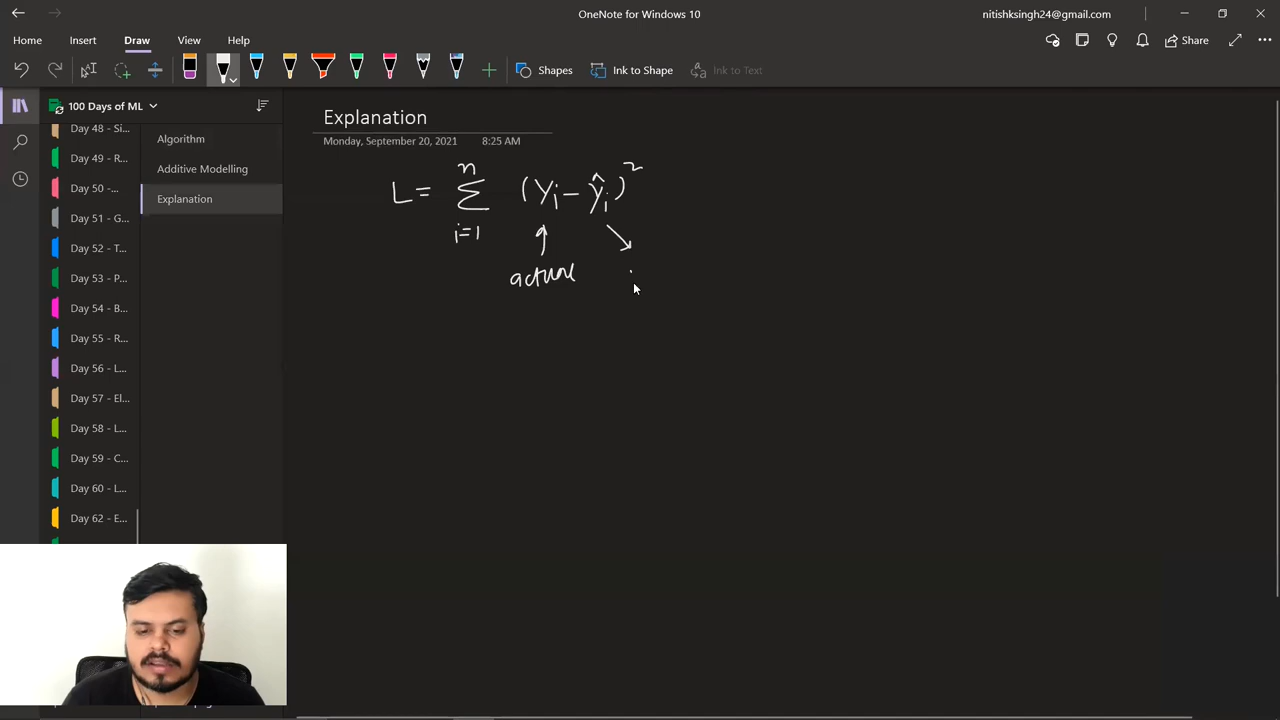 OneNote for Windows 10
nitishksingh24@gmail.com
Home Insert Draw View Help
Shapes Ink to Shape Ink to Text Share
100 Days of ML
Day 48 - Si...
Day 49 - R...
Day 50 -...
Day 51 - G...
Day 52 - T...
Day 53 - P...
Day 54 - B...
Day 55 - R...
Day 56 - L...
Day 57 - El...
Day 58 - L...
Day 59 - C...
Day 60 - L...
Day 62 - E...
Algorithm
Additive Modelling
Explanation
Explanation
Monday, September 20, 2021 8:25 AM
n
L = Σ (yi - ŷi)²
i=1
actual